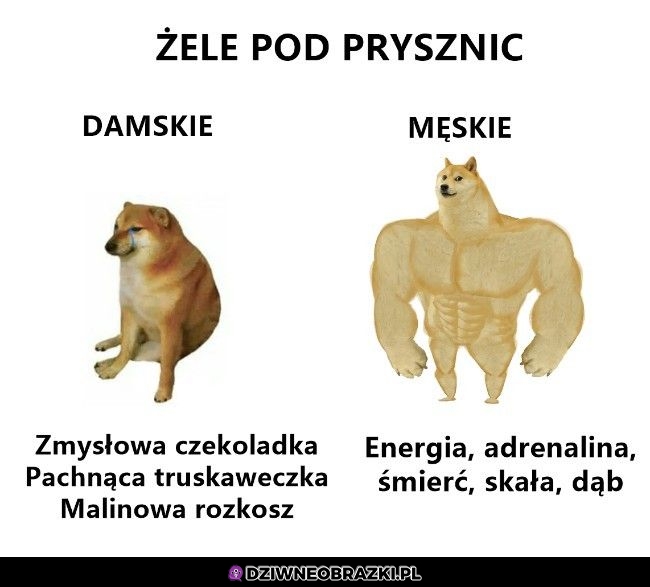 ŻELE POD PRYSZNIC
DAMSKIE
MĘSKIE
Zmysłowa czekoladka
Pachnąca truskaweczka
Malinowa rozkosz
Energia, adrenalina,
śmierć, skała, dąb
DZIWNEOBRAZKI.PL